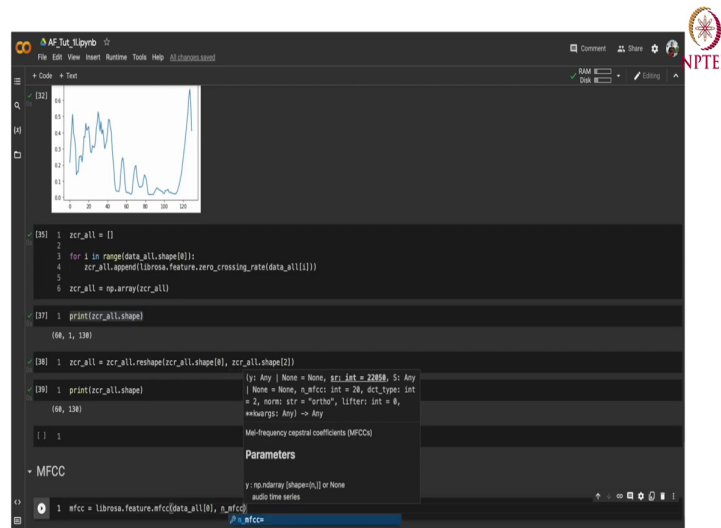 AF_Tut_1I.ipynb
File Edit View Insert Runtime Tools Help All changes saved
Comment Share
NPTE
+ Code + Text
RAM
Disk
Editing
[32]
0.6
0.5
0.4
0.3
0.2
0.1
0.0
0 20 40 60 80 100 120
[35] 1 zcr_all = []
2
3 for i in range(data_all.shape[0]):
4 zcr_all.append(librosa.feature.zero_crossing_rate(data_all[i]))
5
6 zcr_all = np.array(zcr_all)
[37] 1 print(zcr_all.shape)
(60, 1, 130)
[38] 1 zcr_all = zcr_all.reshape(zcr_all.shape[0], zcr_all.shape[2])
[39] 1 print(zcr_all.shape)
(60, 130)
[ ] 1
(y: Any | None = None, sr: int = 22050, S: Any
| None = None, n_mfcc: int = 20, dct_type: int
= 2, norm: str = "ortho", lifter: int = 0,
**kwargs: Any) -> Any
Mel-frequency cepstral coefficients (MFCCs)
Parameters
y : np.ndarray [shape=(n,)] or None
audio time series
MFCC
1 mfcc = librosa.feature.mfcc(data_all[0], n_mfcc)
n_mfcc=